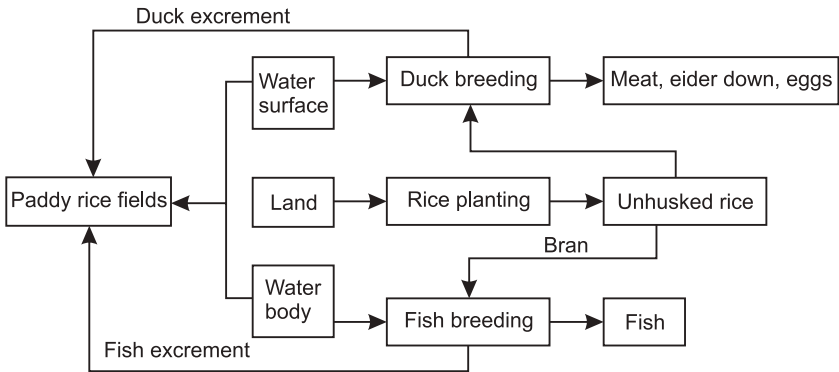 Duck excrement
Water
surface
Duck breeding
Meat, eider down, eggs
Paddy rice fields
Land
Rice planting
Unhusked rice
Bran
Water
body
Fish breeding
Fish
Fish excrement